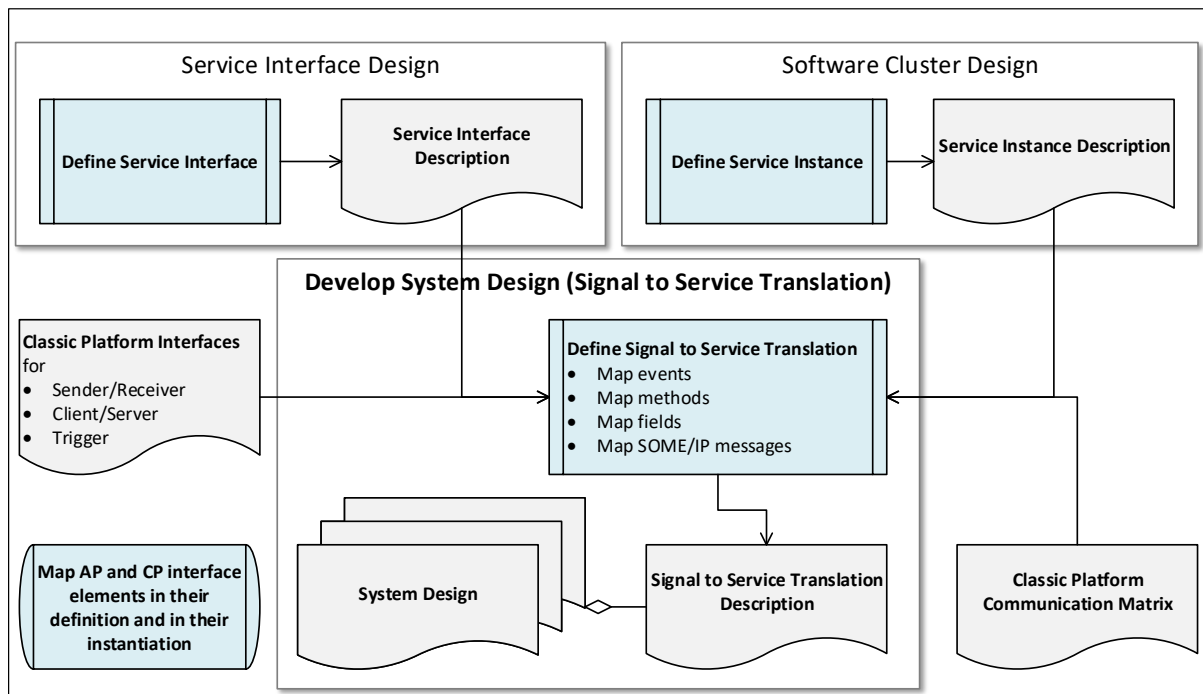 Service Interface Design
Define Service Interface
Service Interface
Description
Software Cluster Design
Define Service Instance
Service Instance Description
Develop System Design (Signal to Service Translation)
Classic Platform Interfaces
for
• Sender/Receiver
• Client/Server
• Trigger
Define Signal to Service Translation
• Map events
• Map methods
• Map fields
• Map SOME/IP messages
Map AP and CP interface
elements in their
definition and in their
instantiation
System Design
Signal to Service Translation
Description
Classic Platform
Communication Matrix